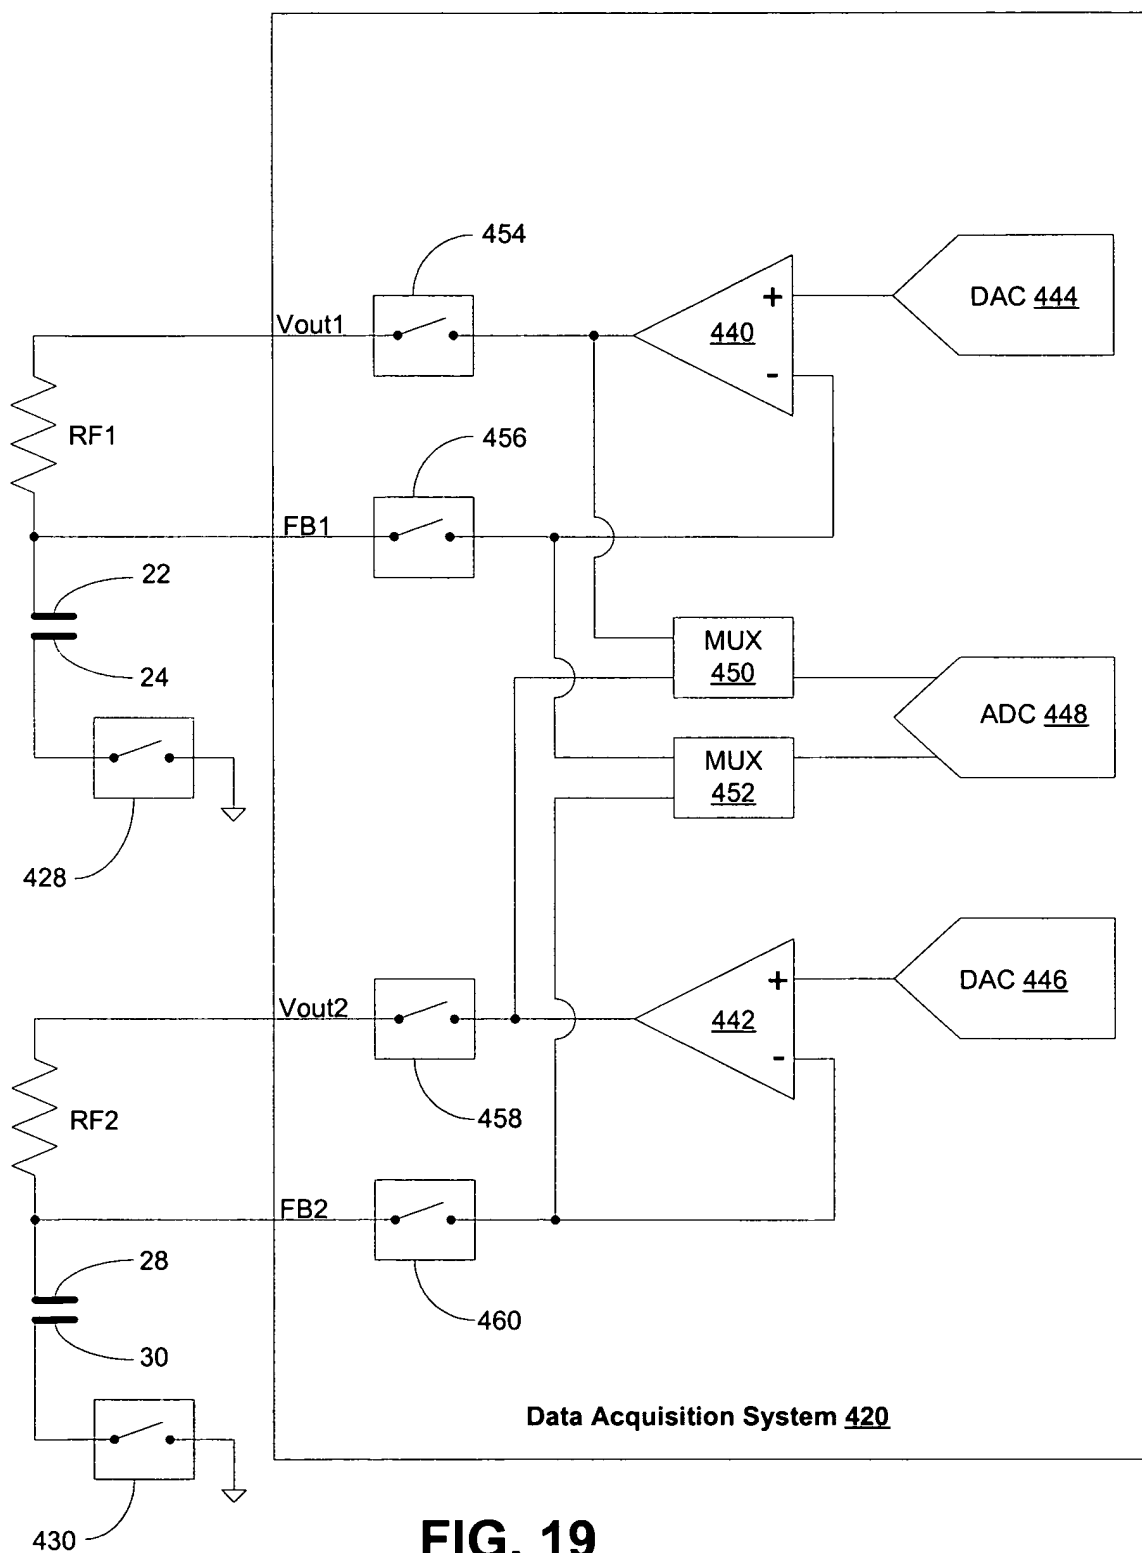 454
Vout1
+
440
-
DAC 444
RF1
456
FB1
22
24
MUX
450
ADC 448
MUX
452
428
Vout2
+
442
-
DAC 446
458
RF2
FB2
28
460
30
Data Acquisition System 420
430
FIG. 19